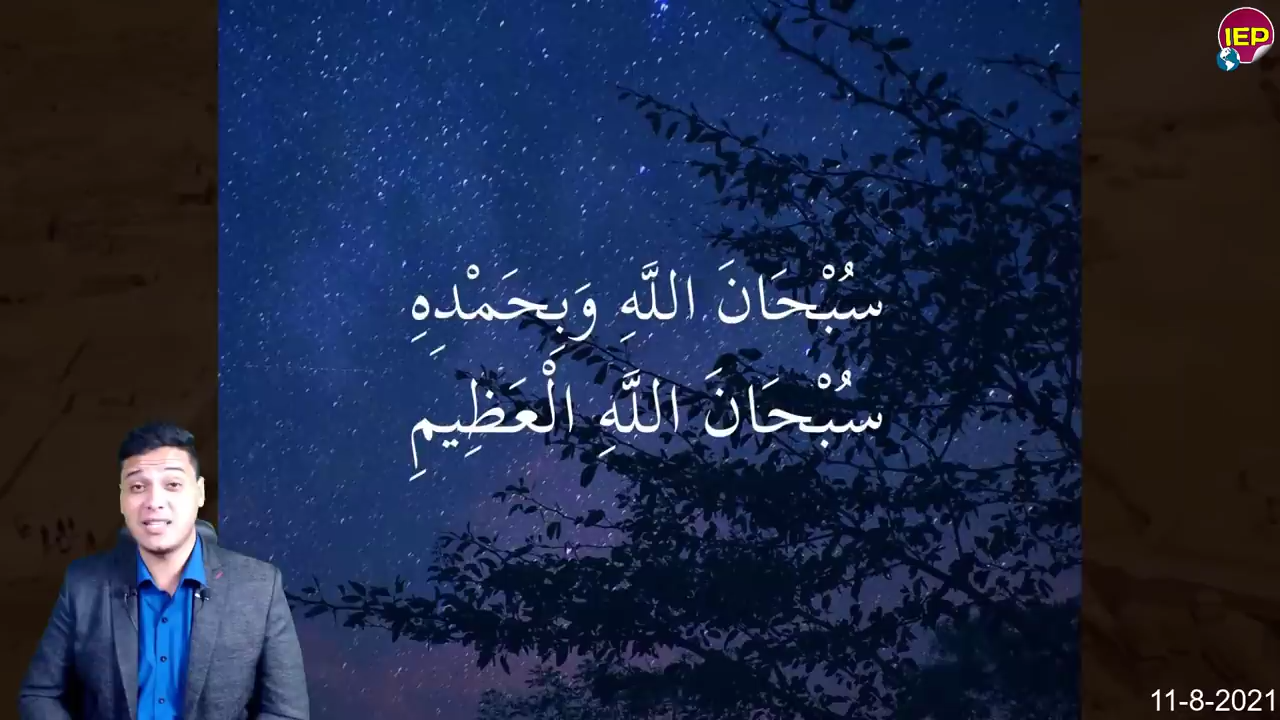 IEP
سُبْحَانَ اللَّهِ وَبِحَمْدِهِ
سُبْحَانَ اللَّهِ الْعَظِيمِ
11-8-2021